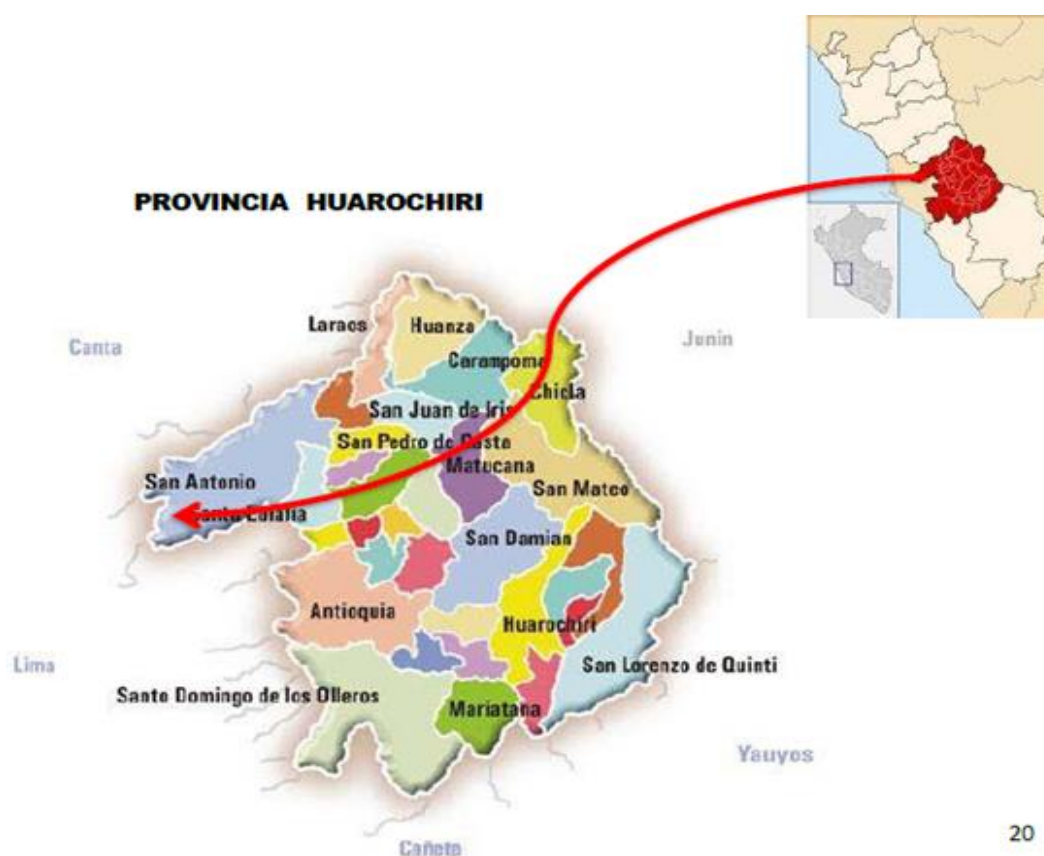 PROVINCIA HUAROCHIRI
Laraos
Huanza
Canta
Junin
Carampoma
Chicla
San Juan de Iris
San Pedro de Casta
Matucana
San Antonio
San Mateo
Santa Eulalia
San Damian
Antioquia
Huarochiri
Lima
San Lorenzo de Quinti
Santo Domingo de los Olleros
Mariatana
Yauyos
Cañete
20